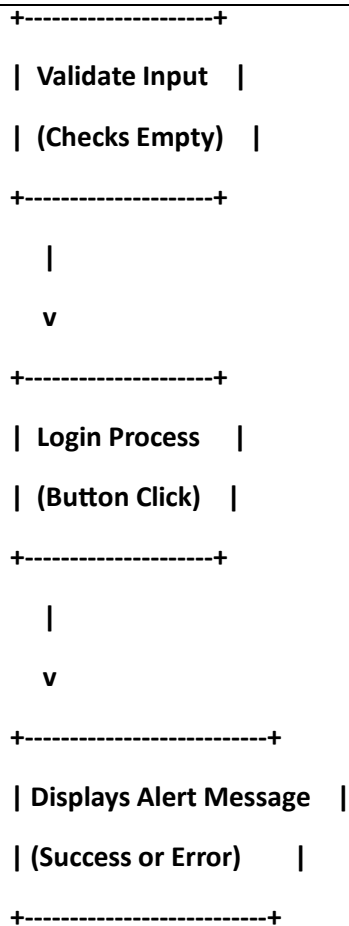 +---------------------+
| Validate Input |
| (Checks Empty) |
+---------------------+
|
v
+---------------------+
| Login Process |
| (Button Click) |
+---------------------+
|
v
+---------------------------+
| Displays Alert Message |
| (Success or Error) |
+---------------------------+